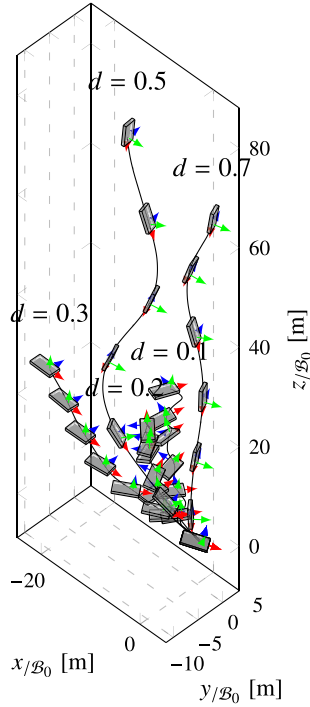 d = 0.5
d = 0.7
d = 0.3
d = 0.1
d = 0.2
80
60
40
20
0
z/B₀ [m]
−20
0
x/B₀ [m]
−10
−5
0
5
y/B₀ [m]